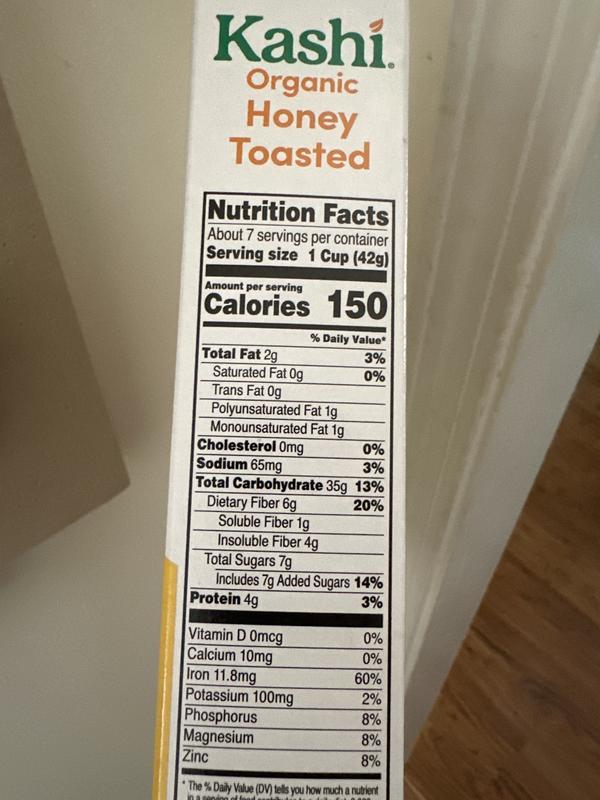 Kashi®
Organic
Honey
Toasted
Nutrition Facts
About 7 servings per container
Serving size 1 Cup (42g)
Amount per serving
Calories 150
% Daily Value*
Total Fat 2g 3%
Saturated Fat 0g 0%
Trans Fat 0g
Polyunsaturated Fat 1g
Monounsaturated Fat 1g
Cholesterol 0mg 0%
Sodium 65mg 3%
Total Carbohydrate 35g 13%
Dietary Fiber 6g 20%
Soluble Fiber 1g
Insoluble Fiber 4g
Total Sugars 7g
Includes 7g Added Sugars 14%
Protein 4g 3%
Vitamin D 0mcg 0%
Calcium 10mg 0%
Iron 11.8mg 60%
Potassium 100mg 2%
Phosphorus 8%
Magnesium 8%
Zinc 8%
* The % Daily Value (DV) tells you how much a nutrient